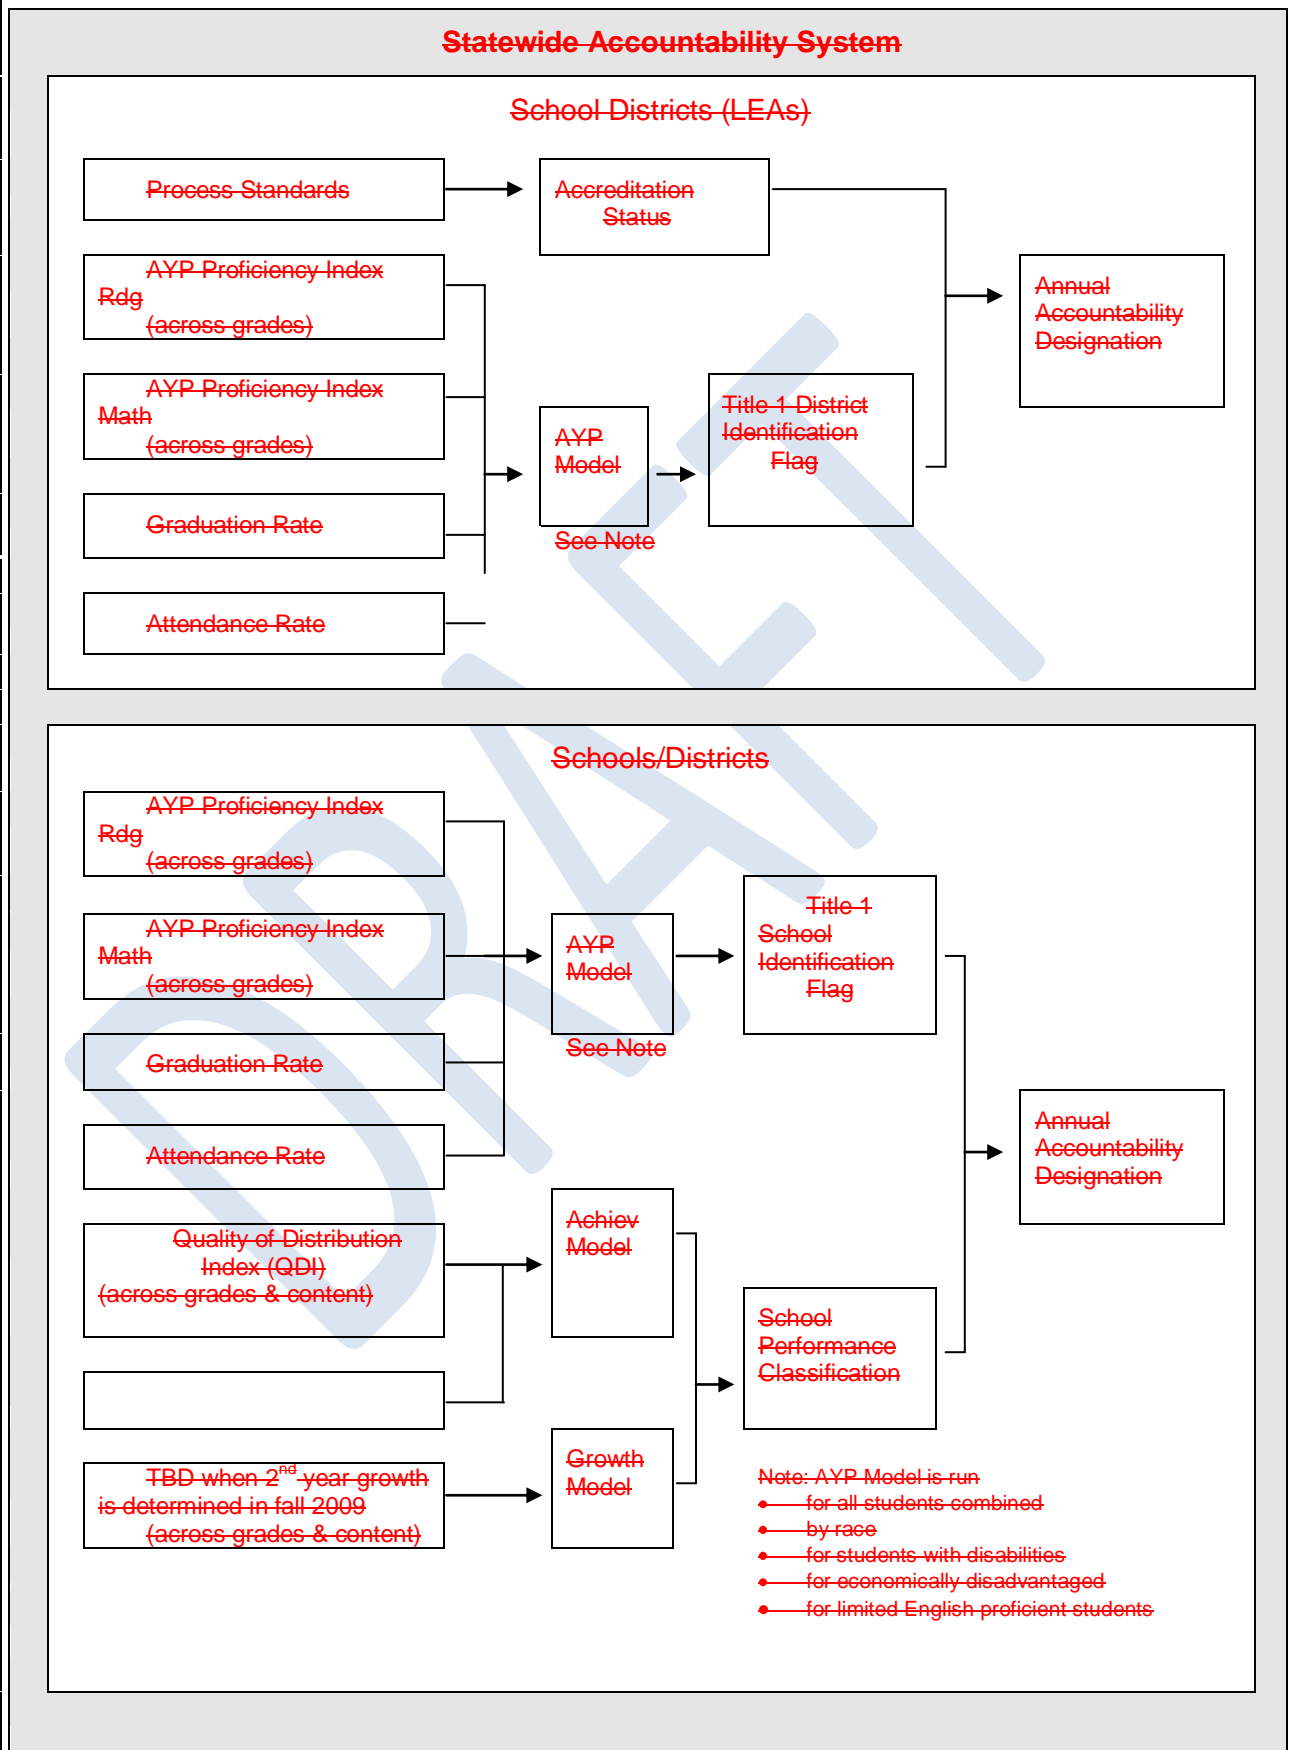 Statewide Accountability System
School Districts (LEAs)
Process Standards
Accreditation
Status
AYP Proficiency Index
Rdg
(across grades)
Annual
Accountability
Designation
AYP Proficiency Index
Math
(across grades)
AYP
Model
See Note
Title 1 District
Identification
Flag
Graduation Rate
Attendance Rate
Schools/Districts
AYP Proficiency Index
Rdg
(across grades)
AYP Proficiency Index
Math
(across grades)
AYP
Model
See Note
Title 1
School
Identification
Flag
Graduation Rate
Attendance Rate
Annual
Accountability
Designation
Quality of Distribution
Index (QDI)
(across grades & content)
Achiev
Model
School
Performance
Classification
TBD when 2nd year growth
is determined in fall 2009
(across grades & content)
Growth
Model
Note: AYP Model is run
• for all students combined
• by race
• for students with disabilities
• for economically disadvantaged
• for limited English proficient students
DRAFT